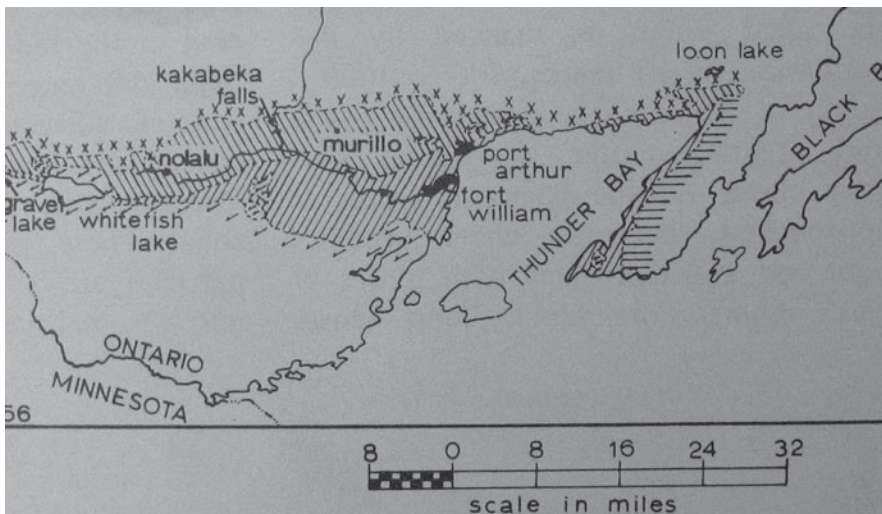 loon lake
kakabeka
falls
BLACK B
nolalu
murillo
port
arthur
gravel
lake
whitefish
lake
fort
william
THUNDER BAY
ONTARIO
MINNESOTA
56
8 0 8 16 24 32
scale in miles